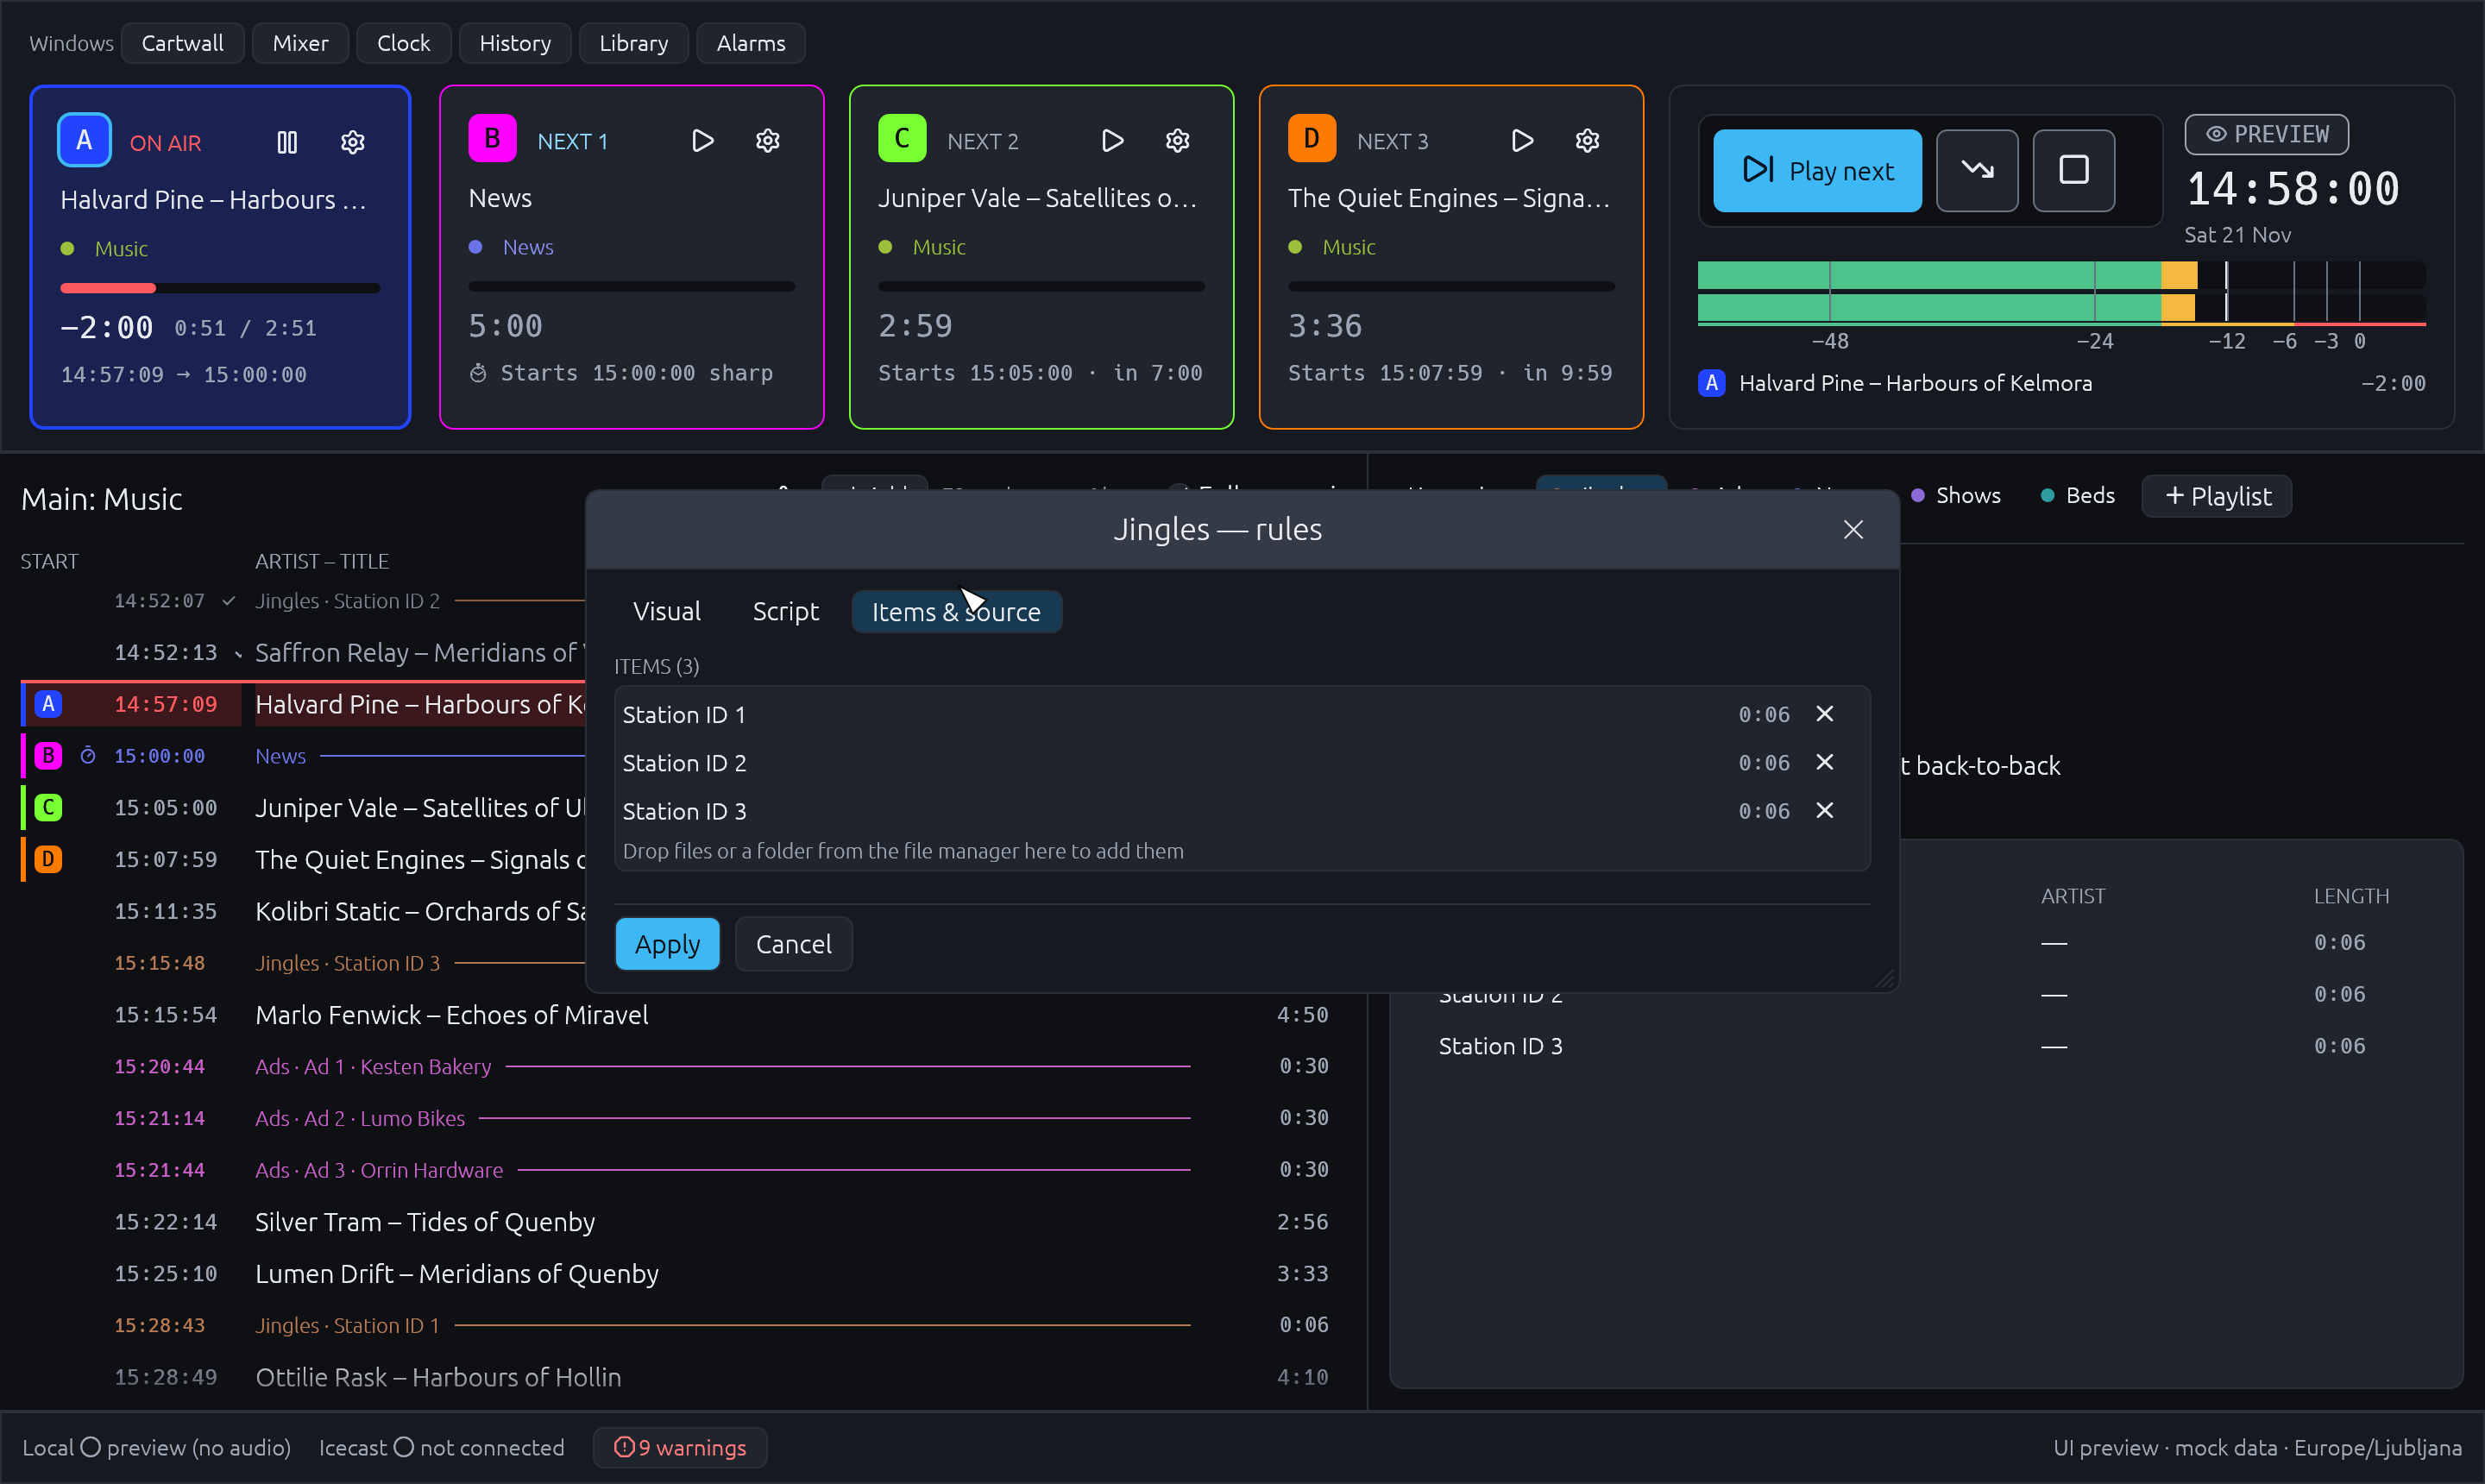 Windows Cartwall Mixer Clock History Library Alarms
A ON AIR
Halvard Pine – Harbours …
Music
−2:00 0:51 / 2:51
14:57:09 → 15:00:00
B NEXT 1
News
News
5:00
Starts 15:00:00 sharp
C NEXT 2
Juniper Vale – Satellites o…
Music
2:59
Starts 15:05:00 · in 7:00
D NEXT 3
The Quiet Engines – Signa…
Music
3:36
Starts 15:07:59 · in 9:59
Play next
PREVIEW
14:58:00
Sat 21 Nov
−48 −24 −12 −6 −3 0
A Halvard Pine – Harbours of Kelmora −2:00
Main: Music
START ARTIST – TITLE
14:52:07 Jingles · Station ID 2
14:52:13 Saffron Relay – Meridians of
A 14:57:09 Halvard Pine – Harbours of
B 15:00:00 News
C 15:05:00 Juniper Vale – Satellites of
D 15:07:59 The Quiet Engines – Signals
15:11:35 Kolibri Static – Orchards of
15:15:48 Jingles · Station ID 3
15:15:54 Marlo Fenwick – Echoes of Miravel 4:50
15:20:44 Ads · Ad 1 · Kesten Bakery 0:30
15:21:14 Ads · Ad 2 · Lumo Bikes 0:30
15:21:44 Ads · Ad 3 · Orrin Hardware 0:30
15:22:14 Silver Tram – Tides of Quenby 2:56
15:25:10 Lumen Drift – Meridians of Quenby 3:33
15:28:43 Jingles · Station ID 1 0:06
15:28:49 Ottilie Rask – Harbours of Hollin 4:10
Jingles — rules
Visual Script Items & source
ITEMS (3)
Station ID 1 0:06
Station ID 2 0:06
Station ID 3 0:06
Drop files or a folder from the file manager here to add them
Apply Cancel
Shows Beds + Playlist
back-to-back
ARTIST LENGTH
— 0:06
Station ID 2 — 0:06
Station ID 3 — 0:06
Local preview (no audio) Icecast not connected 9 warnings
UI preview · mock data · Europe/Ljubljana